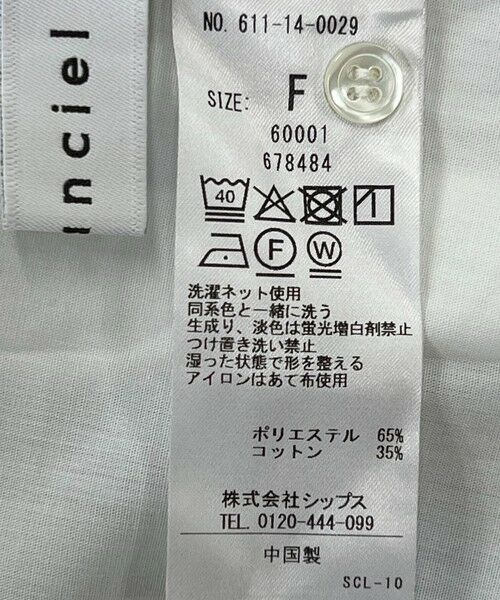 nciel
NO. 611-14-0029
SIZE: F
60001
678484
40
F W
洗濯ネット使用
同系色と一緒に洗う
生成り、淡色は蛍光増白剤禁止
つけ置き洗い禁止
湿った状態で形を整える
アイロンはあて布使用
ポリエステル 65%
コットン 35%
株式会社シップス
TEL. 0120-444-099
中国製
SCL-10